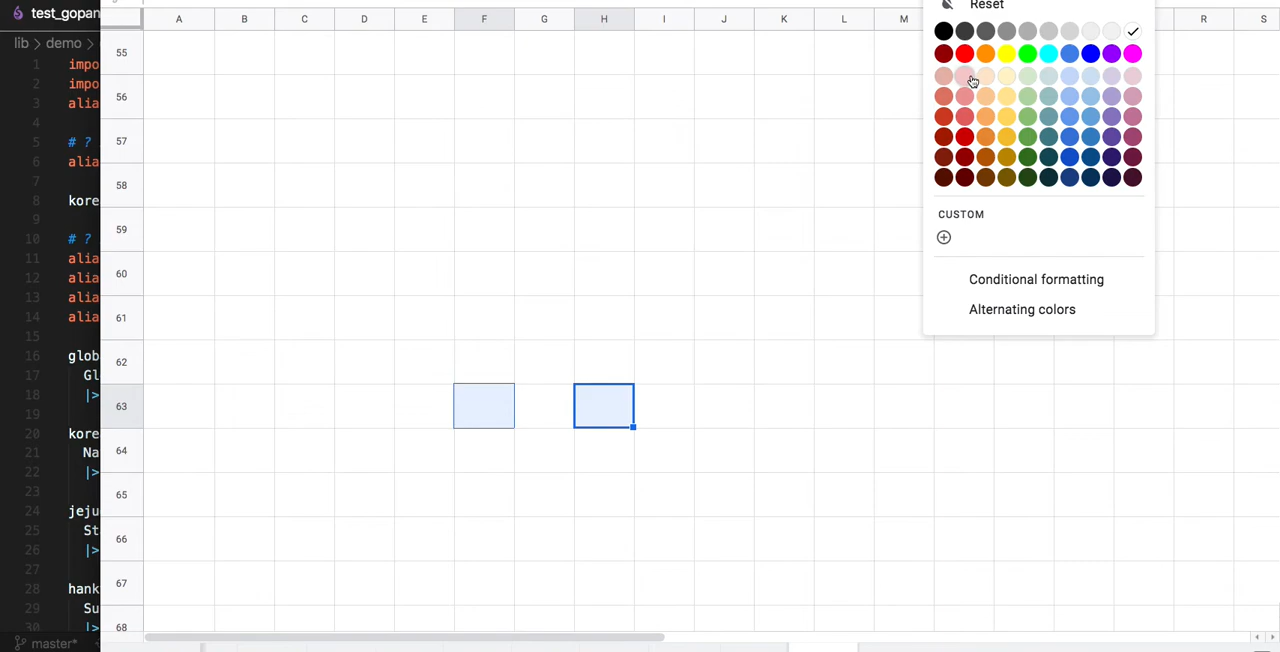 test_gopan
lib > demo >
1 impo
2 impo
3 alia
4
5 # ?
6 alia
7
8 kore
9
10 # ?
11 alia
12 alia
13 alia
14 alia
15
16 glob
17 Gl
18 |>
19
20 kore
21 Na
22 |>
23
24 jeju
25 St
26 |>
27
28 hank
29 Su
30 |>
master*
A B C D E F G H I J K L M R S
55
56
57
58
59
60
61
62
63
64
65
66
67
68
Reset
CUSTOM
Conditional formatting
Alternating colors